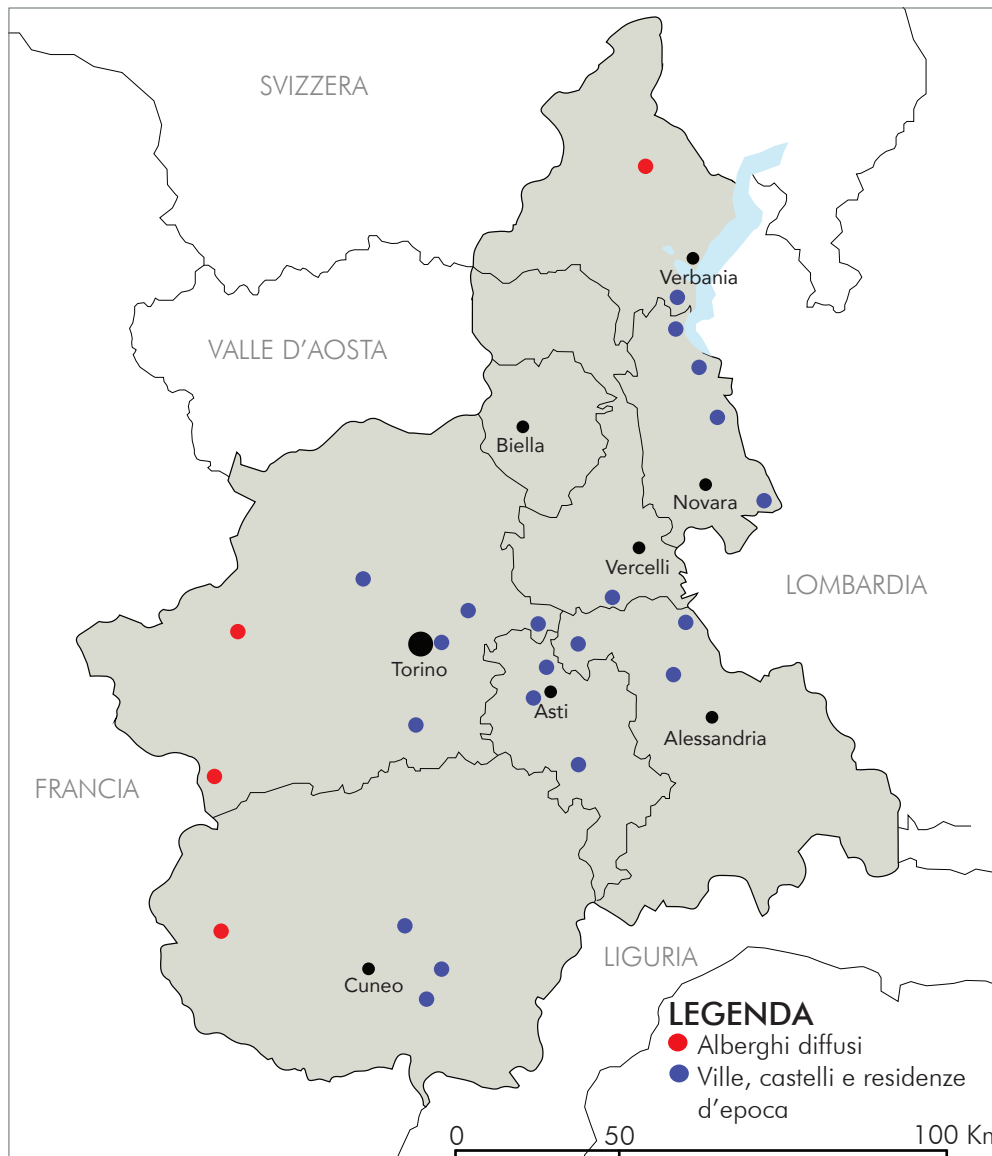 SVIZZERA
Verbania
VALLE D'AOSTA
Biella
Novara
Vercelli
LOMBARDIA
Torino
Asti
Alessandria
FRANCIA
LIGURIA
Cuneo
LEGENDA
Alberghi diffusi
Ville, castelli e residenze
d'epoca
0 50 100 Km